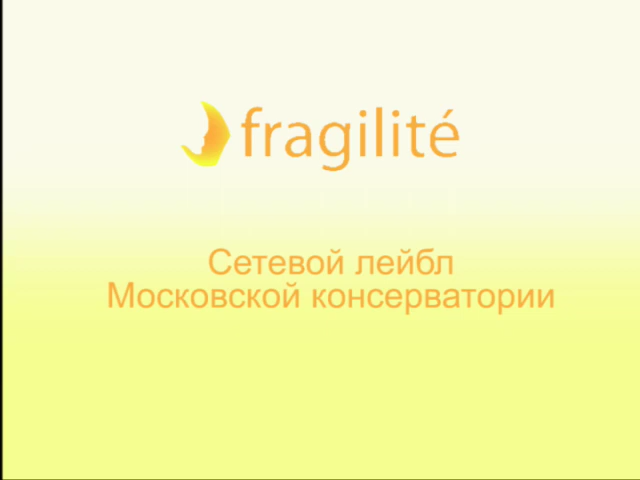 fragilité
Сетевой лейбл
Московской консерватории